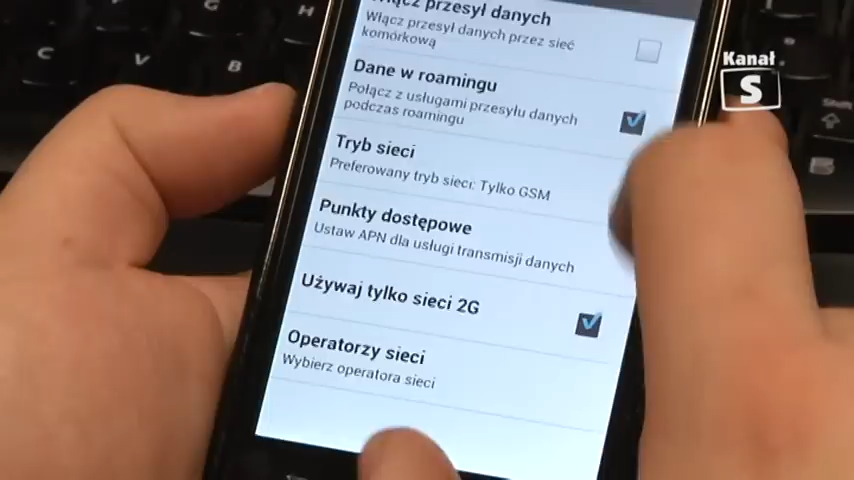 Włącz przesył danych
Włącz przesył danych przez sieć
komórkową
Dane w roamingu
Połącz z usługami przesyłu danych
podczas roamingu
Tryb sieci
Preferowany tryb sieci: Tylko GSM
Punkty dostępowe
Ustaw APN dla usługi transmisji danych
Używaj tylko sieci 2G
Operatorzy sieci
Wybierz operatora sieci
Kanał
S
G
H
C
V
B